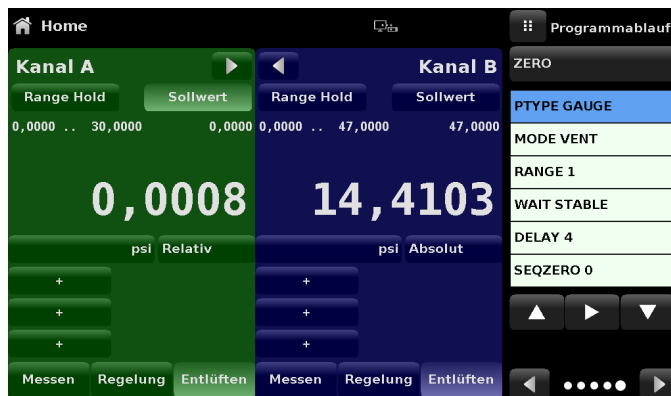 Home
Programmablauf
Kanal A
Kanal B
ZERO
Range Hold
Sollwert
Range Hold
Sollwert
PTYPE GAUGE
0,0000 .. 30,0000
0,0000
0,0000 .. 47,0000
47,0000
MODE VENT
RANGE 1
0,0008
14,4103
WAIT STABLE
psi
Relativ
psi
Absolut
DELAY 4
SEQZERO 0
+
+
+
+
+
+
Messen
Regelung
Entlüften
Messen
Regelung
Entlüften